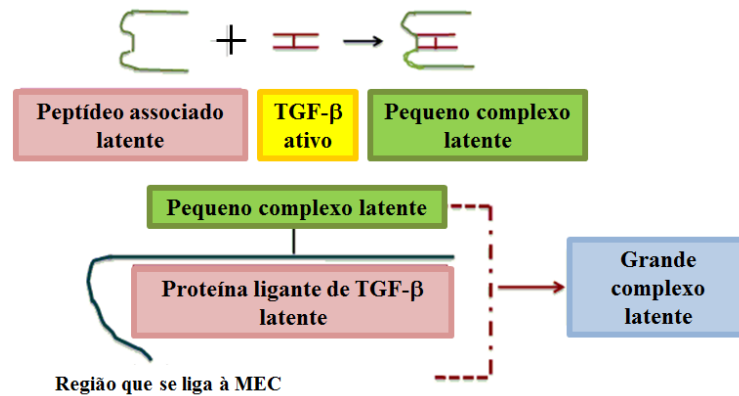 Peptídeo associado
latente
TGF-β
ativo
Pequeno complexo
latente
Pequeno complexo latente
Proteína ligante de TGF-β
latente
Grande
complexo
latente
Região que se liga à MEC